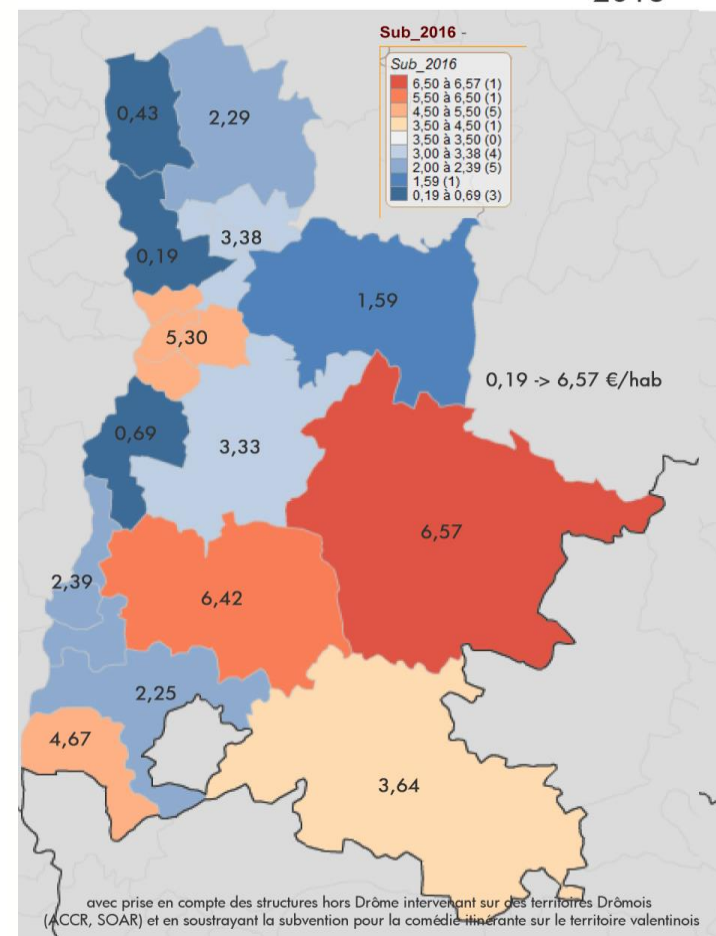 Sub_2016 -
Sub_2016
6,50 à 6,57 (1)
5,50 à 6,50 (1)
4,50 à 5,50 (5)
3,50 à 4,50 (1)
3,50 à 3,50 (0)
3,00 à 3,38 (4)
2,00 à 2,39 (5)
1,59 (1)
0,19 à 0,69 (3)
0,43
2,29
3,38
0,19
1,59
5,30
0,19 -> 6,57 €/hab
0,69
3,33
6,57
2,39
6,42
2,25
4,67
3,64
avec prise en compte des structures hors Drôme intervenant sur des territoires Drômois
(ACCR, SOAR) et en soustrayant la subvention pour la comédie itinérante sur le territoire valentinois